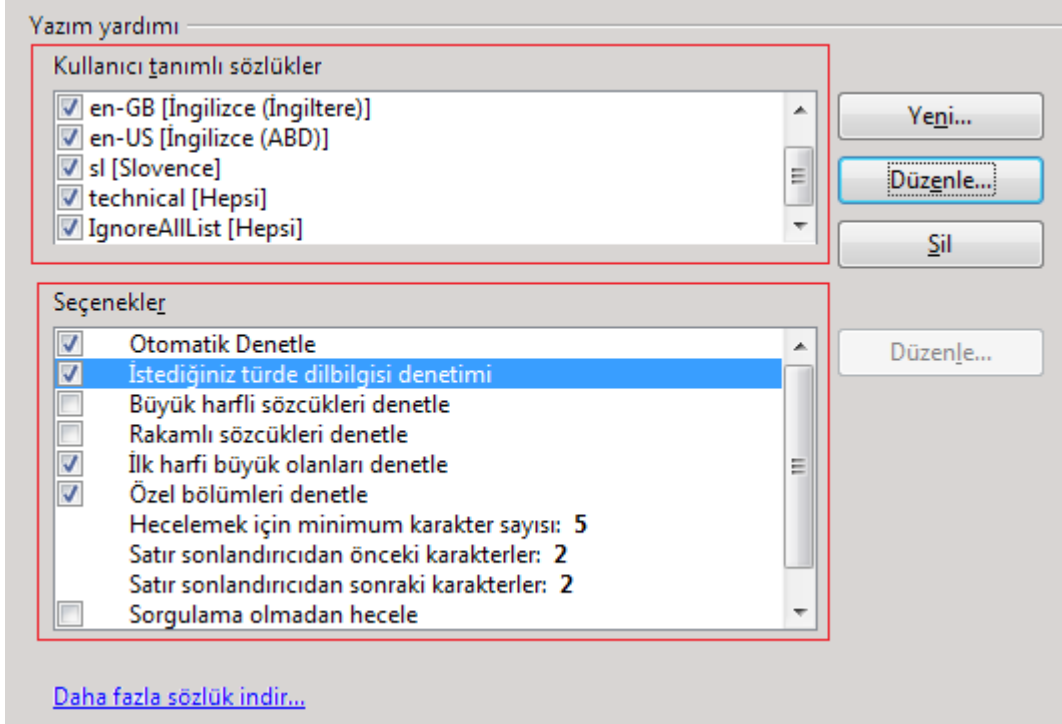 Yazım yardımı
Kullanıcı tanımlı sözlükler
en-GB [İngilizce (İngiltere)]
en-US [İngilizce (ABD)]
sl [Slovence]
technical [Hepsi]
IgnoreAllList [Hepsi]
Yeni...
Düzenle...
Sil
Seçenekler
Otomatik Denetle
İstediğiniz türde dilbilgisi denetimi
Büyük harfli sözcükleri denetle
Rakamlı sözcükleri denetle
İlk harfi büyük olanları denetle
Özel bölümleri denetle
Hecelemek için minimum karakter sayısı: 5
Satır sonlandırıcıdan önceki karakterler: 2
Satır sonlandırıcıdan sonraki karakterler: 2
Sorgulama olmadan hecele
Düzenle...
Daha fazla sözlük indir...